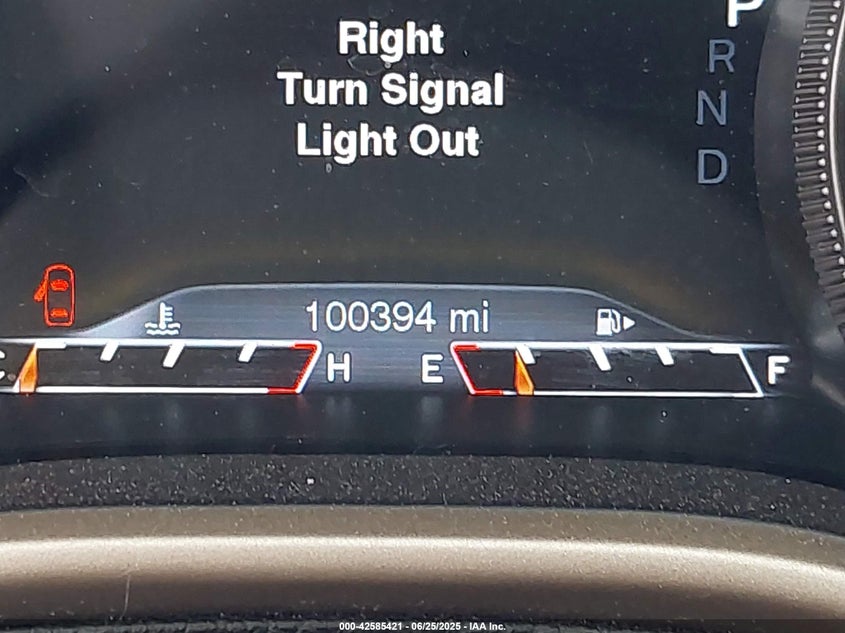 Right
Turn Signal
Light Out
P
R
N
D
100394 mi
C H E F
000-42585421 - 06/25/2025 - IAA Inc.